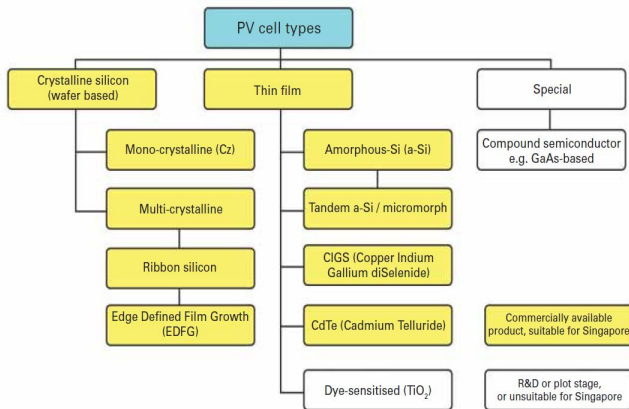 PV cell types
Crystalline silicon
(wafer based)
Thin film
Special
Mono-crystalline (Cz)
Amorphous-Si (a-Si)
Compound semiconductor
e.g. GaAs-based
Multi-crystalline
Tandem a-Si / micromorph
Ribbon silicon
CIGS (Copper Indium
Gallium diSelenide)
Edge Defined Film Growth
(EDFG)
CdTe (Cadmium Telluride)
Commercially available
product, suitable for Singapore
Dye-sensitised (TiO₂)
R&D or plot stage,
or unsuitable for Singapore